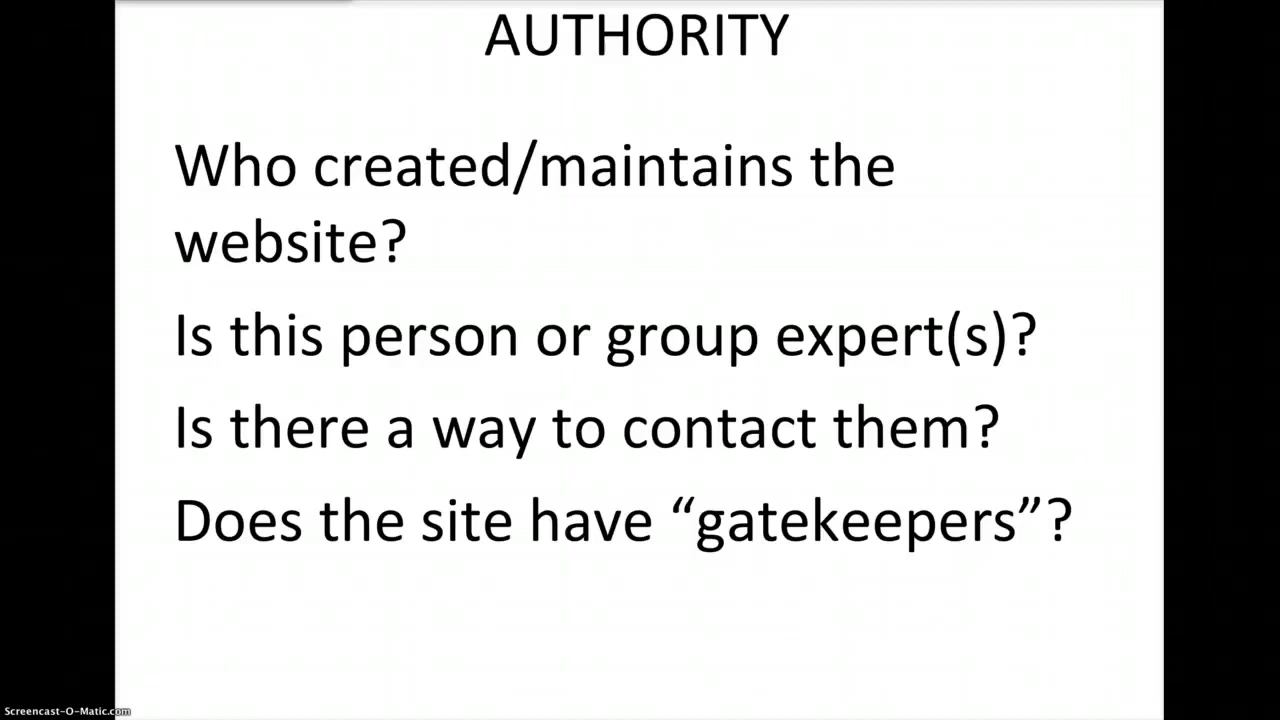 AUTHORITY
Who created/maintains the
website?
Is this person or group expert(s)?
Is there a way to contact them?
Does the site have “gatekeepers”?
Screencast-O-Matic.com